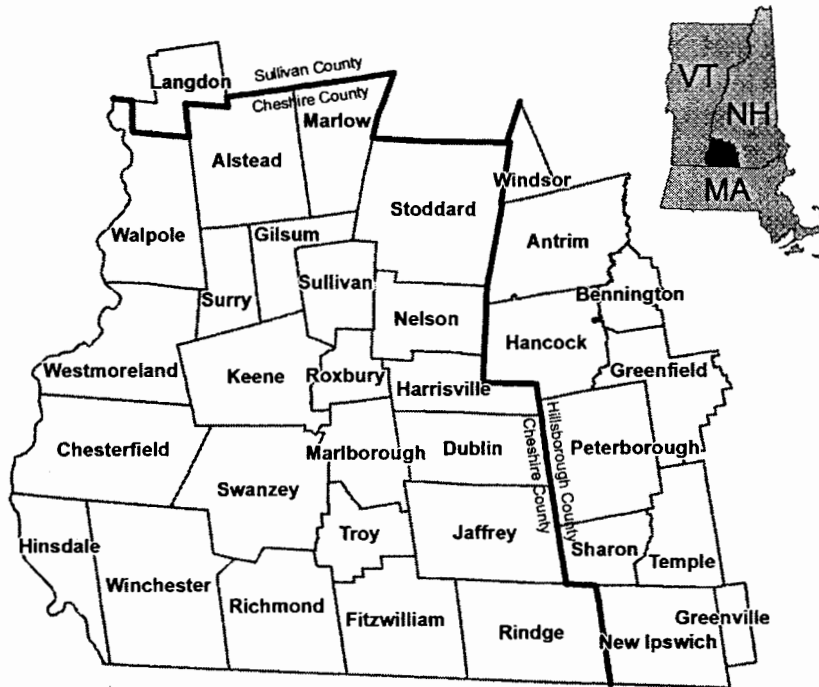 Langdon
Sullivan County
Cheshire County
Marlow
Alstead
VT
NH
MA
Windsor
Stoddard
Walpole
Gilsum
Antrim
Surry
Sullivan
Bennington
Nelson
Hancock
Westmoreland
Keene
Roxbury
Harrisville
Greenfield
Chesterfield
Marlborough
Dublin
Hillsborough County
Cheshire County
Peterborough
Swanzey
Troy
Jaffrey
Sharon
Temple
Hinsdale
Winchester
Richmond
Fitzwilliam
Rindge
New Ipswich
Greenville